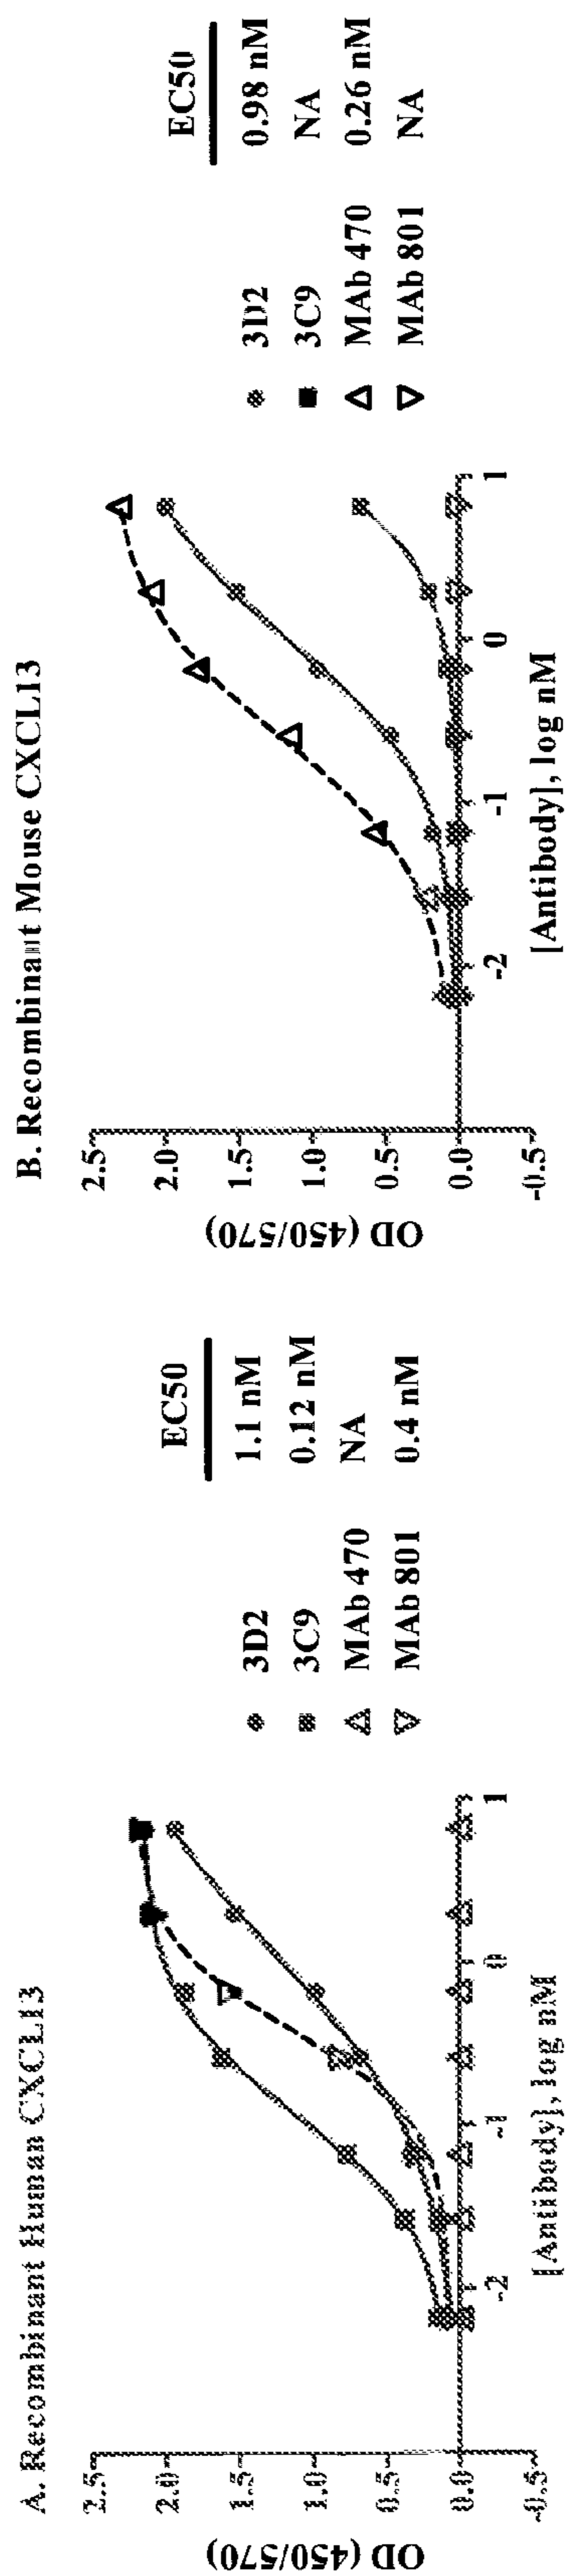 A. Recombinant Human CXCL13
OD (450/570)
2.5
2.0
1.5
1.0
0.5
0.0
-0.5
-2
-1
0
1
[Antibody], log nM
EC50
3D2 1.1 nM
3C9 0.12 nM
MAb 470 NA
MAb 801 0.4 nM
B. Recombinant Mouse CXCL13
OD (450/570)
2.5
2.0
1.5
1.0
0.5
0.0
-0.5
-2
-1
0
1
[Antibody], log nM
EC50
3D2 0.98 nM
3C9 NA
MAb 470 0.26 nM
MAb 801 NA